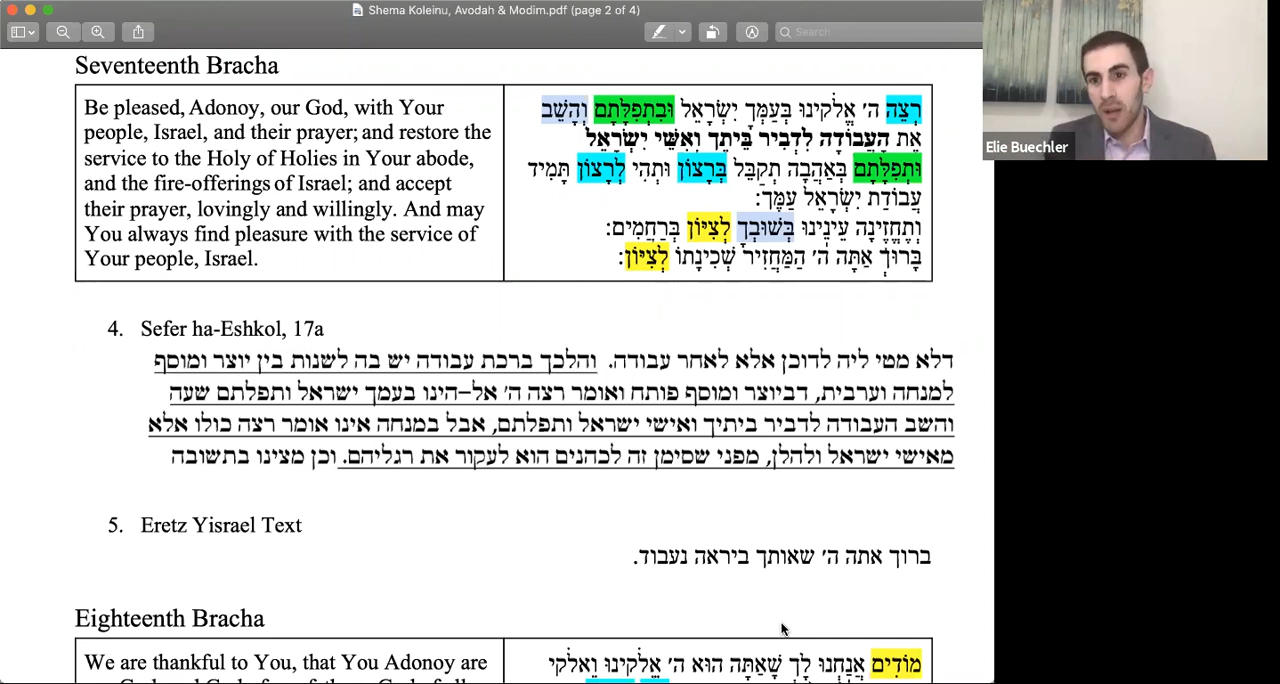 Shema Koleinu, Avodah & Modim.pdf (page 2 of 4)
Search
Elie Buechler
Seventeenth Bracha
Be pleased, Adonoy, our God, with Your
people, Israel, and their prayer; and restore the
service to the Holy of Holies in Your abode,
and the fire-offerings of Israel; and accept
their prayer, lovingly and willingly. And may
You always find pleasure with the service of
Your people, Israel.
רְצֵה ה' אֱלֹקֵינוּ בְּעַמְּךָ יִשְׂרָאֵל וּבִתְפִלָּתָם וְהָשֵׁב
אֶת הָעֲבוֹדָה לִדְבִיר בֵּיתֶךָ וְאִשֵּׁי יִשְׂרָאֵל
וּתְפִלָּתָם בְּאַהֲבָה תְקַבֵּל בְּרָצוֹן וּתְהִי לְרָצוֹן תָּמִיד
עֲבוֹדַת יִשְׂרָאֵל עַמֶּךָ:
וְתֶחֱזֶינָה עֵינֵינוּ בְּשׁוּבְךָ לְצִיּוֹן בְּרַחֲמִים:
בָּרוּךְ אַתָּה ה' הַמַּחֲזִיר שְׁכִינָתוֹ לְצִיּוֹן:
4. Sefer ha-Eshkol, 17a
דלא מטי ליה לדוכן אלא לאחר עבודה. והלכך ברכת עבודה יש בה לשנות בין יוצר ומוסף
למנחה וערבית, דביוצר ומוסף פותח ואומר רצה ה' אל-הינו בעמך ישראל ותפלתם שעה
והשב העבודה לדביר ביתיך ואישי ישראל ותפלתם, אבל במנחה אינו אומר רצה כולו אלא
מאישי ישראל ולהלן, מפני שסימן זה לכהנים הוא לעקור את רגליהם. וכן מצינו בתשובה
5. Eretz Yisrael Text
ברוך אתה ה' שאותך ביראה נעבוד.
Eighteenth Bracha
We are thankful to You, that You Adonoy are
מוֹדִים אֲנַחְנוּ לָךְ שָׁאַתָּה הוּא ה' אֱלֹקֵינוּ וֵאלֹקֵי